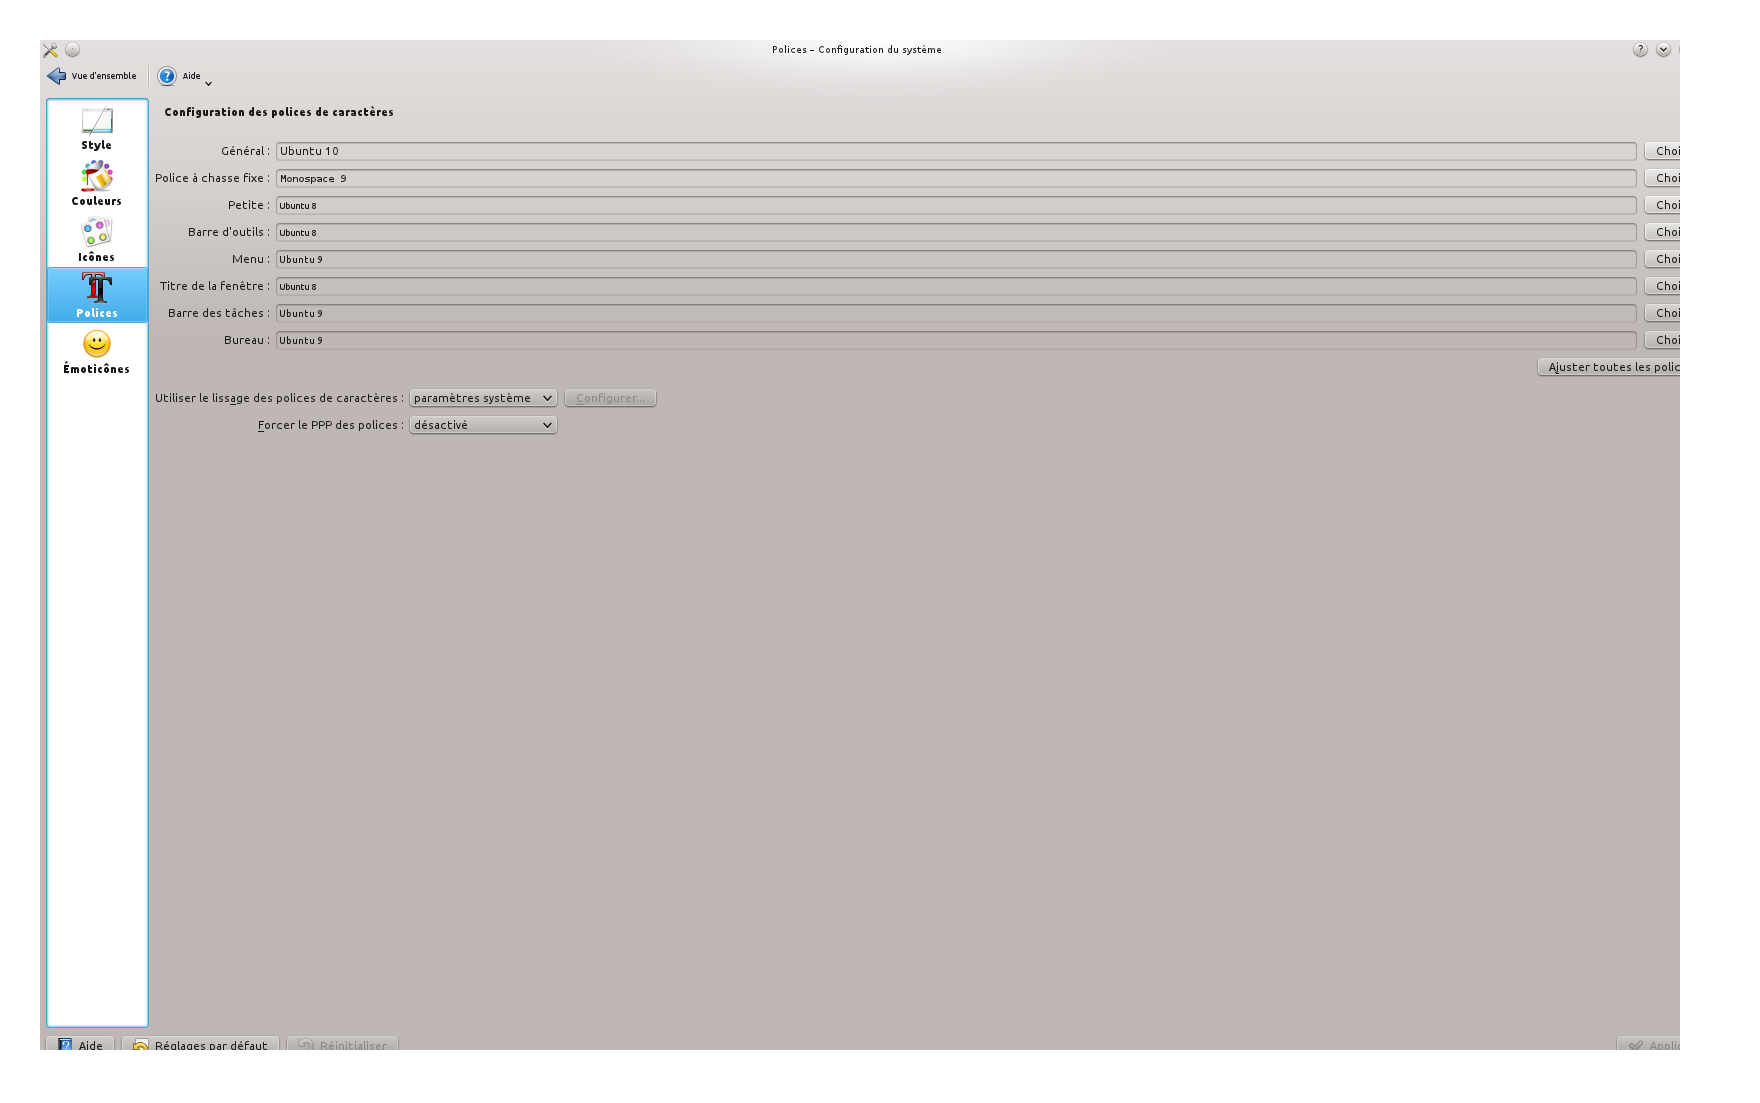 Polices – Configuration du système
Vue d'ensemble Aide
Configuration des polices de caractères
Style
Couleurs
Icônes
Polices
Émoticônes
Général : Ubuntu 10 Choi
Police à chasse fixe : Monospace 9 Choi
Petite : Ubuntu 8 Choi
Barre d'outils : Ubuntu 8 Choi
Menu : Ubuntu 9 Choi
Titre de la fenêtre : Ubuntu 8 Choi
Barre des tâches : Ubuntu 9 Choi
Bureau : Ubuntu 9 Choi
Ajuster toutes les polic
Utiliser le lissage des polices de caractères : paramètres système Configurer...
Forcer le PPP des polices : désactivé
Aide Réglages par défaut Réinitialiser Appli